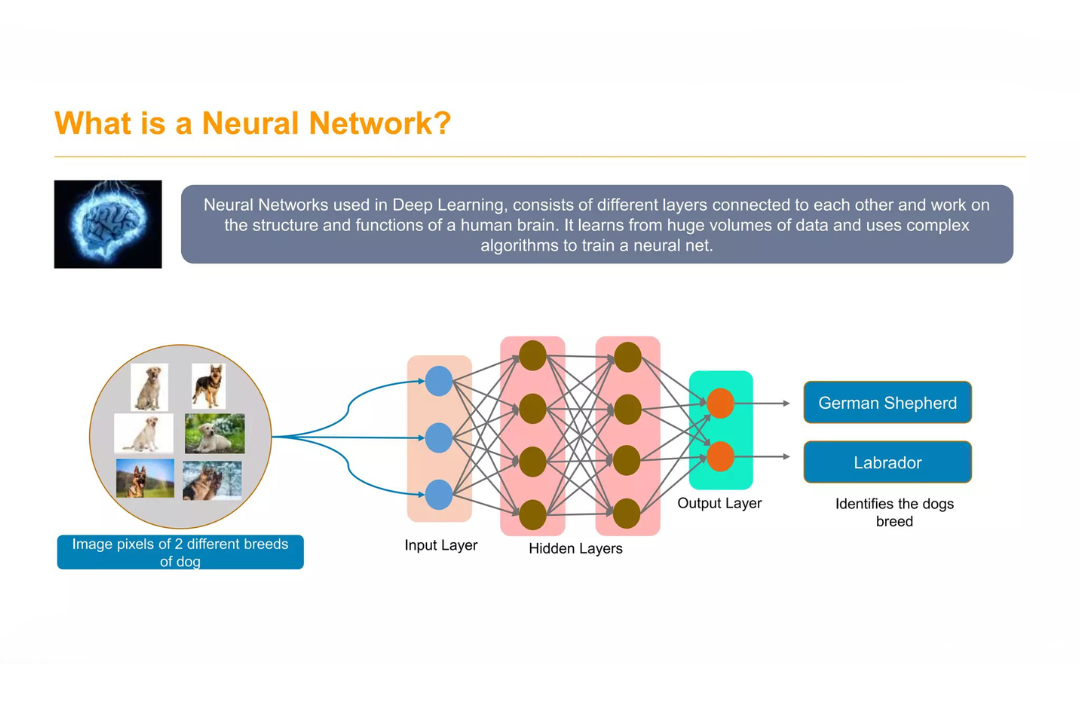 What is a Neural Network?
Neural Networks used in Deep Learning, consists of different layers connected to each other and work on
the structure and functions of a human brain. It learns from huge volumes of data and uses complex
algorithms to train a neural net.
Image pixels of 2 different breeds
of dog
Input Layer
Hidden Layers
Output Layer
German Shepherd
Labrador
Identifies the dogs
breed